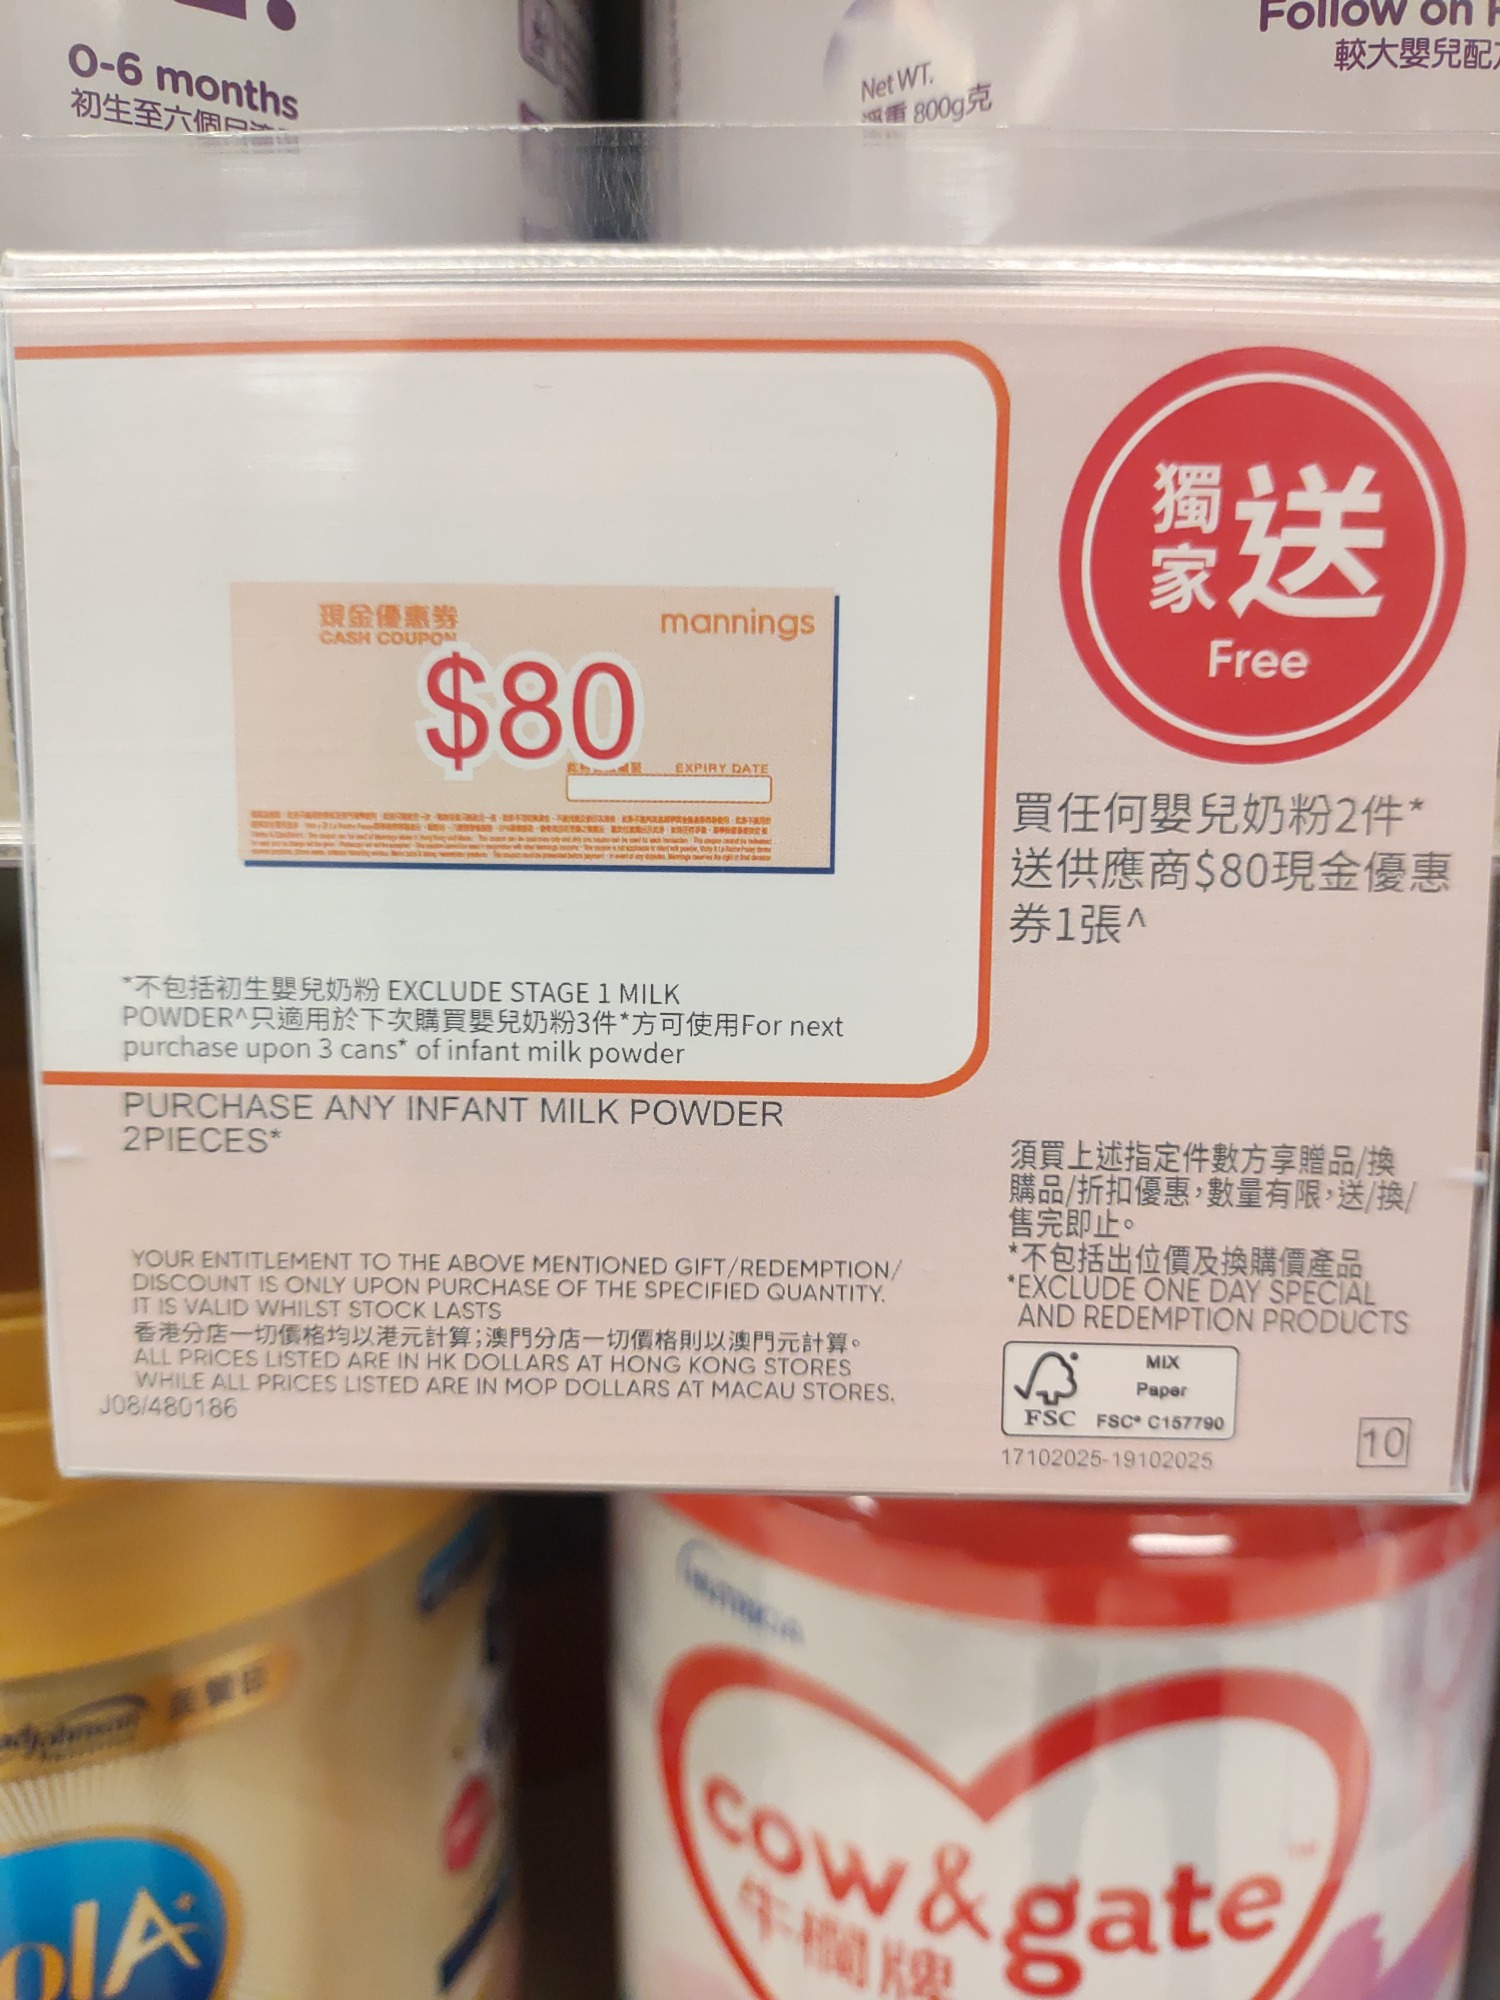 0-6 months
初生至六個月
Net WT.
淨重 800g克
Follow on
較大嬰兒配
獨家送
Free
現金優惠券
CASH COUPON
mannings
$80
EXPIRY DATE
買任何嬰兒奶粉2件*
送供應商$80現金優惠
券1張^
*不包括初生嬰兒奶粉 EXCLUDE STAGE 1 MILK
POWDER^只適用於下次購買嬰兒奶粉3件*方可使用For next
purchase upon 3 cans* of infant milk powder
PURCHASE ANY INFANT MILK POWDER
2PIECES*
須買上述指定件數方享贈品/換
購品/折扣優惠,數量有限,送/換/
售完即止。
*不包括出位價及換購價產品
*EXCLUDE ONE DAY SPECIAL
AND REDEMPTION PRODUCTS
YOUR ENTITLEMENT TO THE ABOVE MENTIONED GIFT/REDEMPTION/
DISCOUNT IS ONLY UPON PURCHASE OF THE SPECIFIED QUANTITY.
IT IS VALID WHILST STOCK LASTS
香港分店一切價格均以港元計算;澳門分店一切價格則以澳門元計算。
ALL PRICES LISTED ARE IN HK DOLLARS AT HONG KONG STORES
WHILE ALL PRICES LISTED ARE IN MOP DOLLARS AT MACAU STORES.
J08/480186
MIX
Paper
FSC FSC® C157790
17102025-19102025
10
cow&gate
牛欄牌